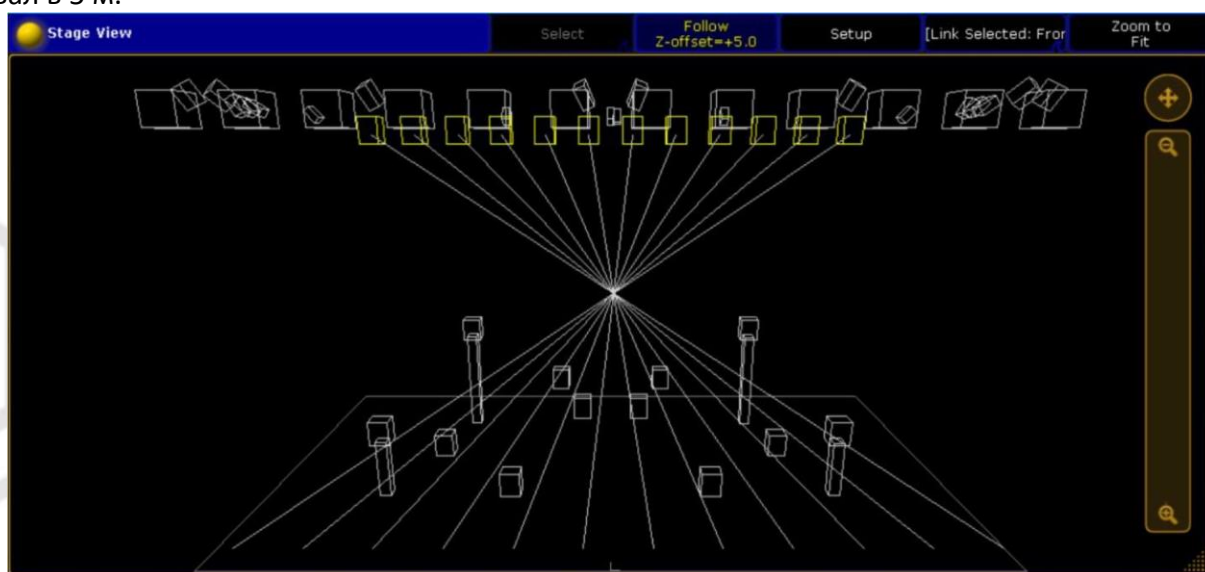 Stage View
Select
Follow
Z-offset=+5.0
Setup
[Link Selected: Fror
Zoom to
Fit